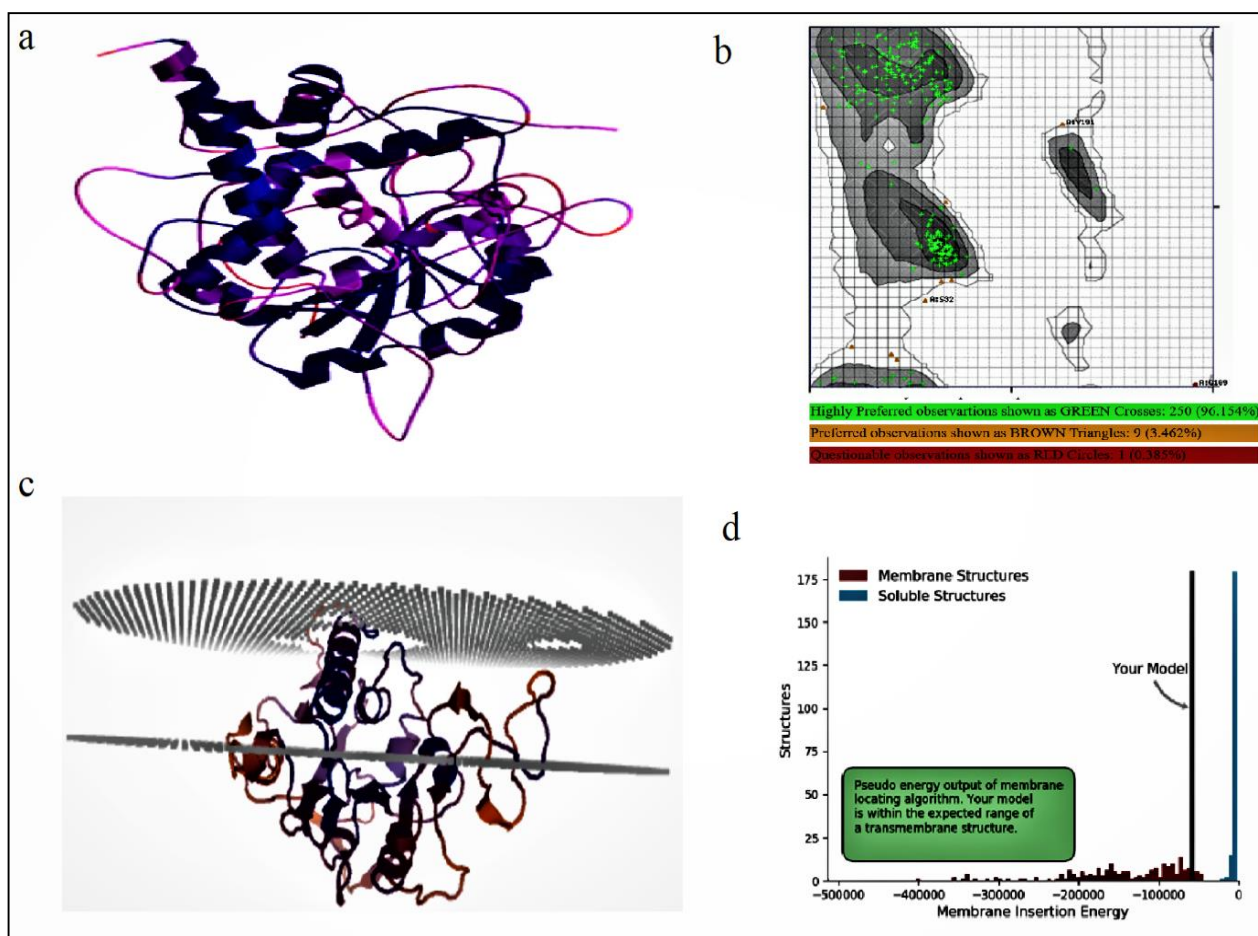 a
b
Highly Preferred observartions shown as GREEN Crosses: 250 (96.154%)
Preferred observations shown as BROWN Triangles: 9 (3.462%)
Questionable observations shown as RED Circles: 1 (0.385%)
c
d
Membrane Structures
Soluble Structures
Your Model
Pseudo energy output of membrane
locating algorithm. Your model
is within the expected range of
a transmembrane structure.
Structures
175
150
125
100
75
50
25
0
-500000 -400000 -300000 -200000 -100000 0
Membrane Insertion Energy